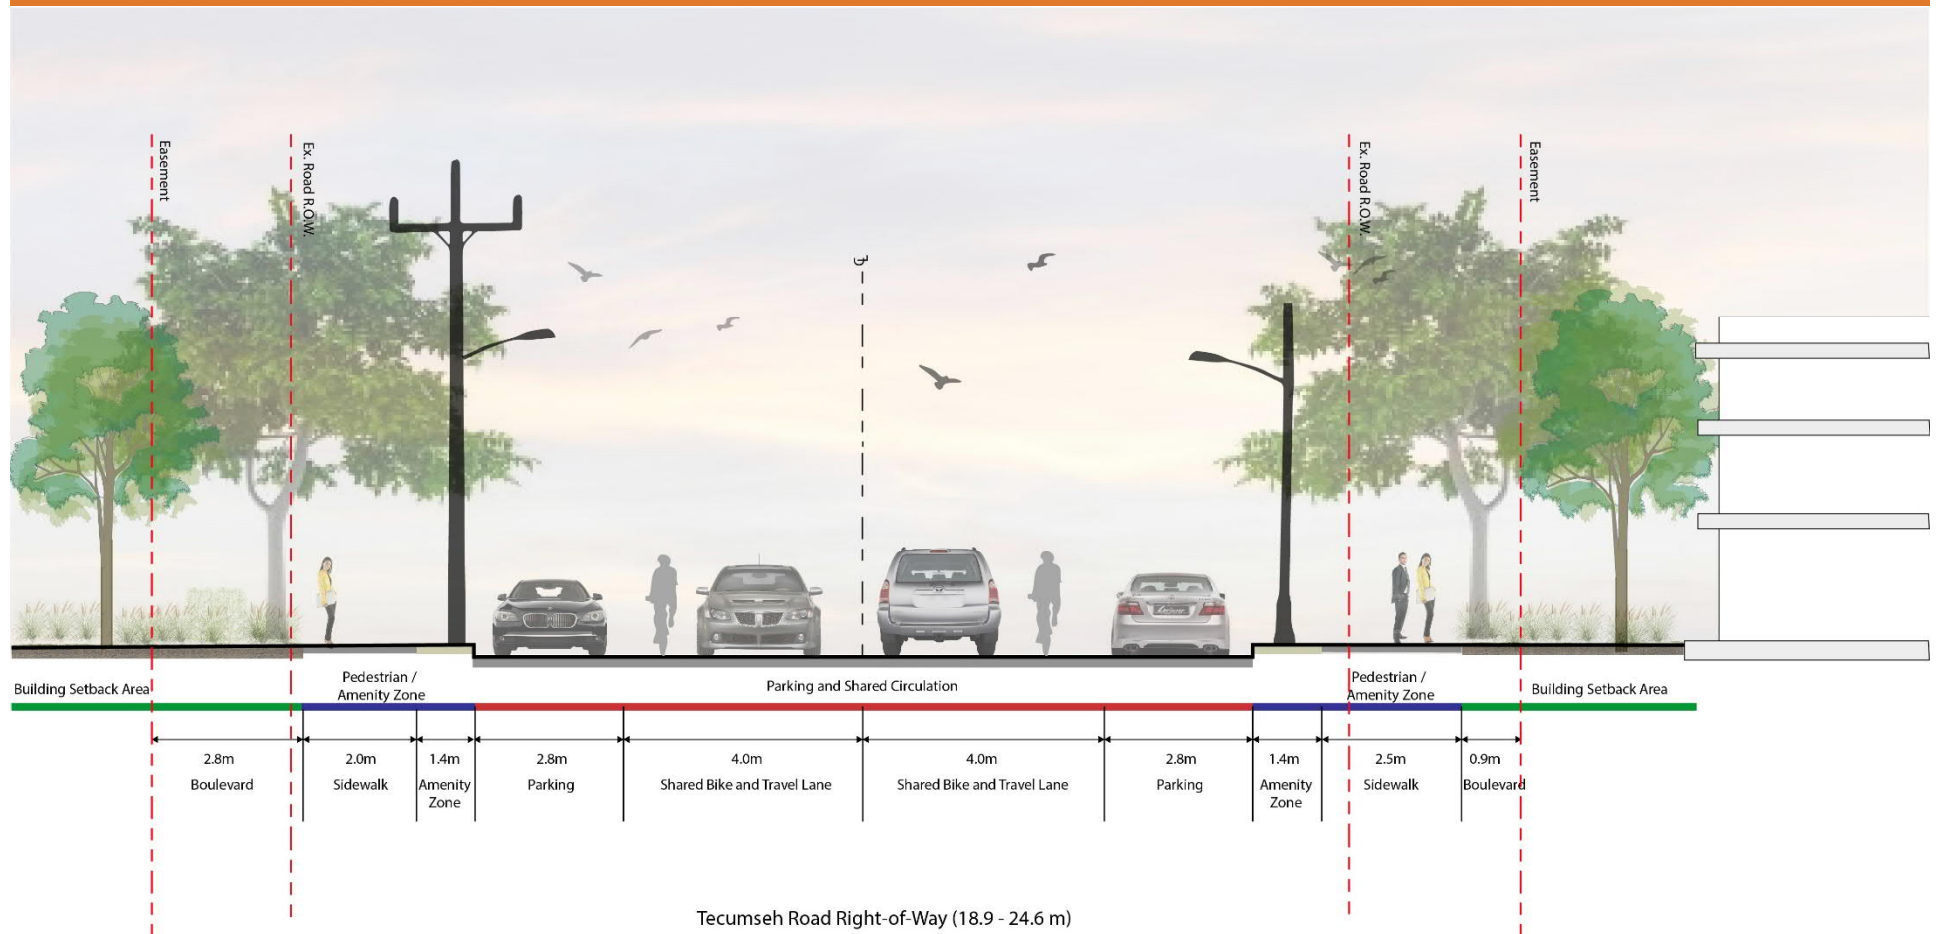 Easement
Ex. Road R.O.W.
Ex. Road R.O.W.
Easement
Building Setback Area
Pedestrian /
Amenity Zone
Parking and Shared Circulation
Pedestrian /
Amenity Zone
Building Setback Area
2.8m
2.0m
1.4m
2.8m
4.0m
4.0m
2.8m
1.4m
2.5m
0.9m
Boulevard
Sidewalk
Amenity
Zone
Parking
Shared Bike and Travel Lane
Shared Bike and Travel Lane
Parking
Amenity
Zone
Sidewalk
Boulevard
Tecumseh Road Right-of-Way (18.9 - 24.6 m)